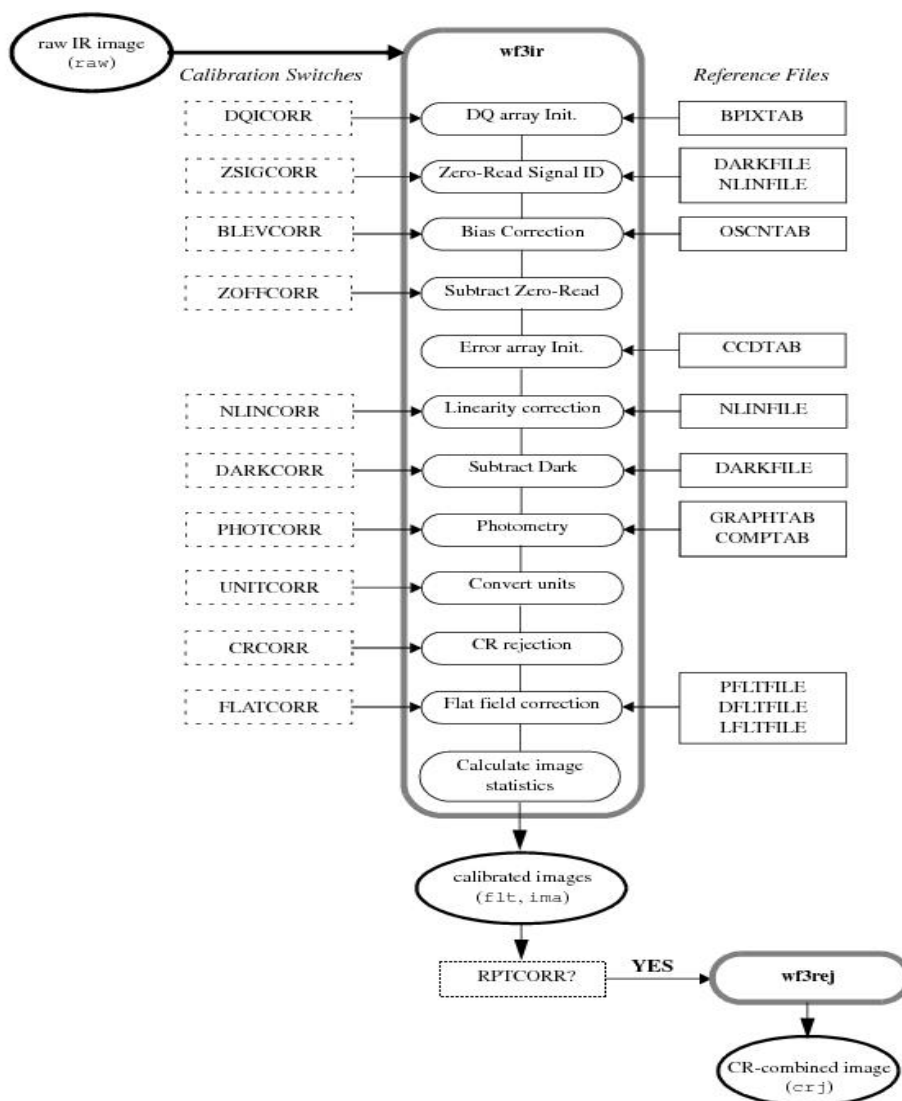 raw IR image
(raw)
wf3ir
Calibration Switches
Reference Files
DQICORR
DQ array Init.
BPIXTAB
ZSIGCORR
Zero-Read Signal ID
DARKFILE
NLINFILE
BLEVCORR
Bias Correction
OSCNTAB
ZOFFCORR
Subtract Zero-Read
Error array Init.
CCDTAB
NLINCORR
Linearity correction
NLINFILE
DARKCORR
Subtract Dark
DARKFILE
PHOTCORR
Photometry
GRAPHTAB
COMPTAB
UNITCORR
Convert units
CRCORR
CR rejection
FLATCORR
Flat field correction
PFLTFILE
DFLTFILE
LFLTFILE
Calculate image
statistics
calibrated images
(flt, ima)
RPTCORR?
YES
wf3rej
CR-combined image
(crj)